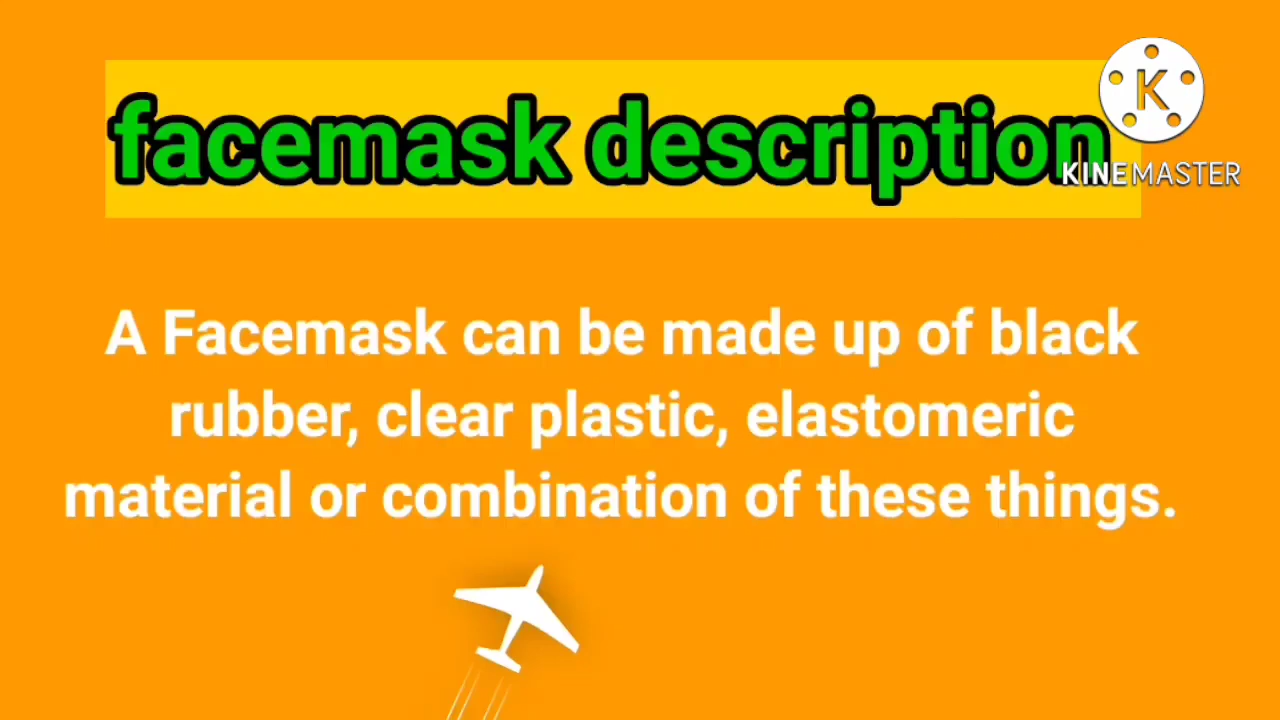 facemask description
K
KINEMASTER
A Facemask can be made up of black
rubber, clear plastic, elastomeric
material or combination of these things.